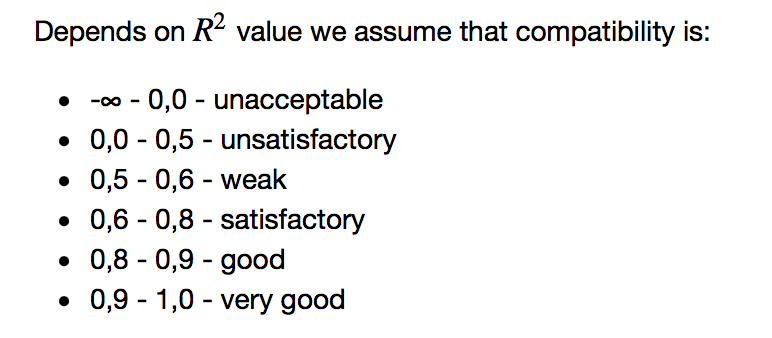 Depends on R² value we assume that compatibility is:
• -∞ - 0,0 - unacceptable
• 0,0 - 0,5 - unsatisfactory
• 0,5 - 0,6 - weak
• 0,6 - 0,8 - satisfactory
• 0,8 - 0,9 - good
• 0,9 - 1,0 - very good